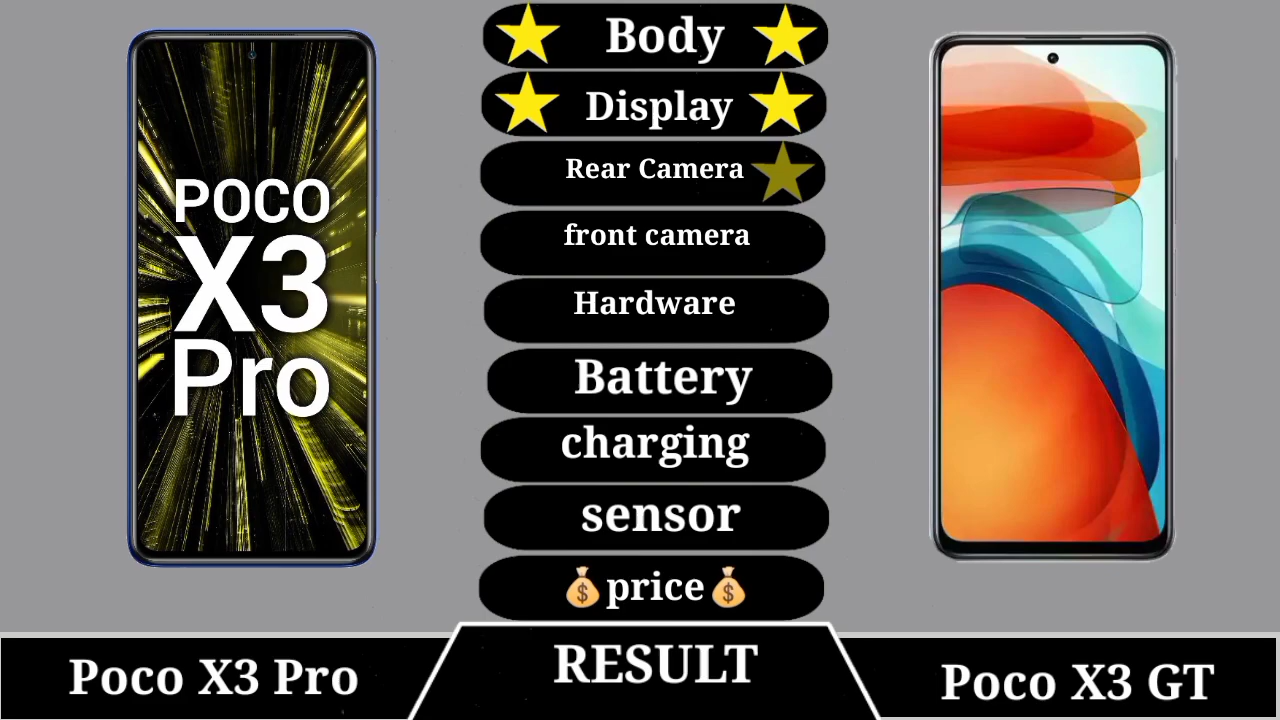 POCO
X3
Pro
Body
Display
Rear Camera
front camera
Hardware
Battery
charging
sensor
price
Poco X3 Pro
RESULT
Poco X3 GT